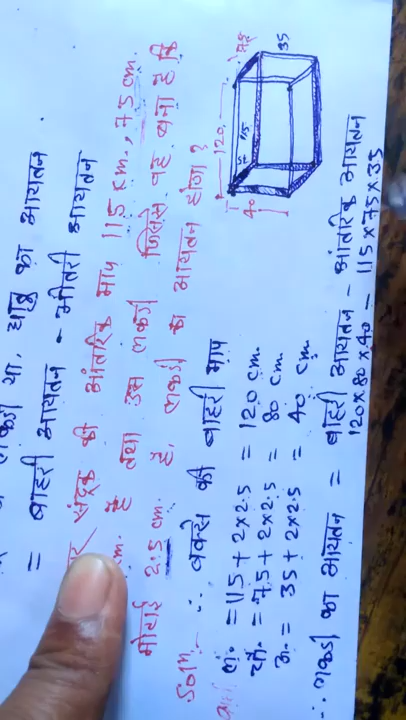 लकडी या, धातु का आयतन
= बाहरी आयतन - भीतरी आयतन
संदूक की आंतरिक माप 115 cm., 75 cm.
cm. है तथा उस लकडी जिससे वह बना है कि
मोटाई 2.5 cm. है, लकडी का आयतन होगा ?
Soln.- ∴ बक्से की बाहरी माप
लं. = 115 + 2×2.5 = 120 cm.
चौ. = 75 + 2×2.5 = 80 cm.
ऊ. = 35 + 2×2.5 = 40 cm.
∴ लकडी का आयतन = बाहरी आयतन - आंतरिक आयतन
120×80×40 - 115×75×35
120
115
75
35
40